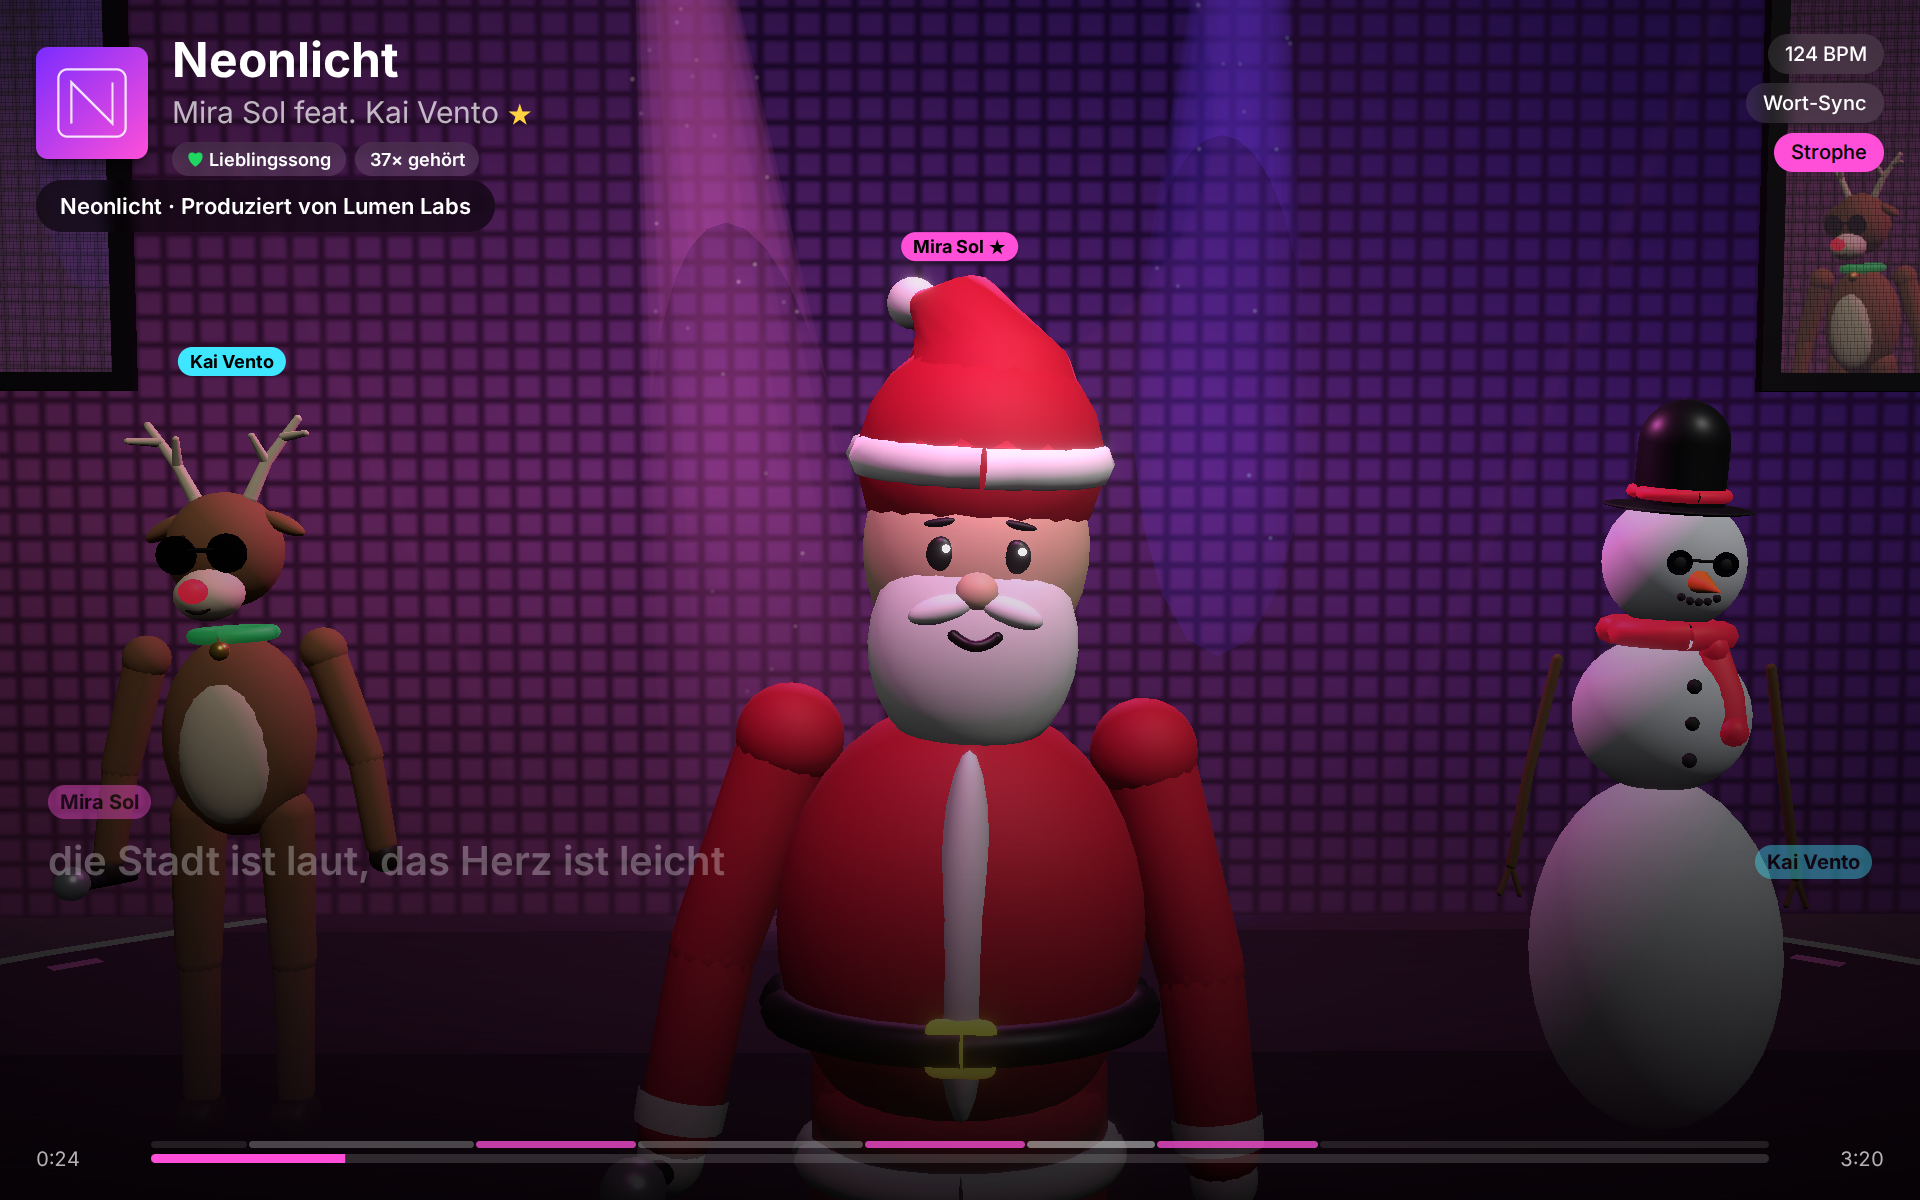 N
Neonlicht
Mira Sol feat. Kai Vento ★
Lieblingssong
37× gehört
Neonlicht · Produziert von Lumen Labs
124 BPM
Wort-Sync
Strophe
Mira Sol ★
Kai Vento
Mira Sol
die Stadt ist laut, das Herz ist leicht
Kai Vento
0:24
3:20